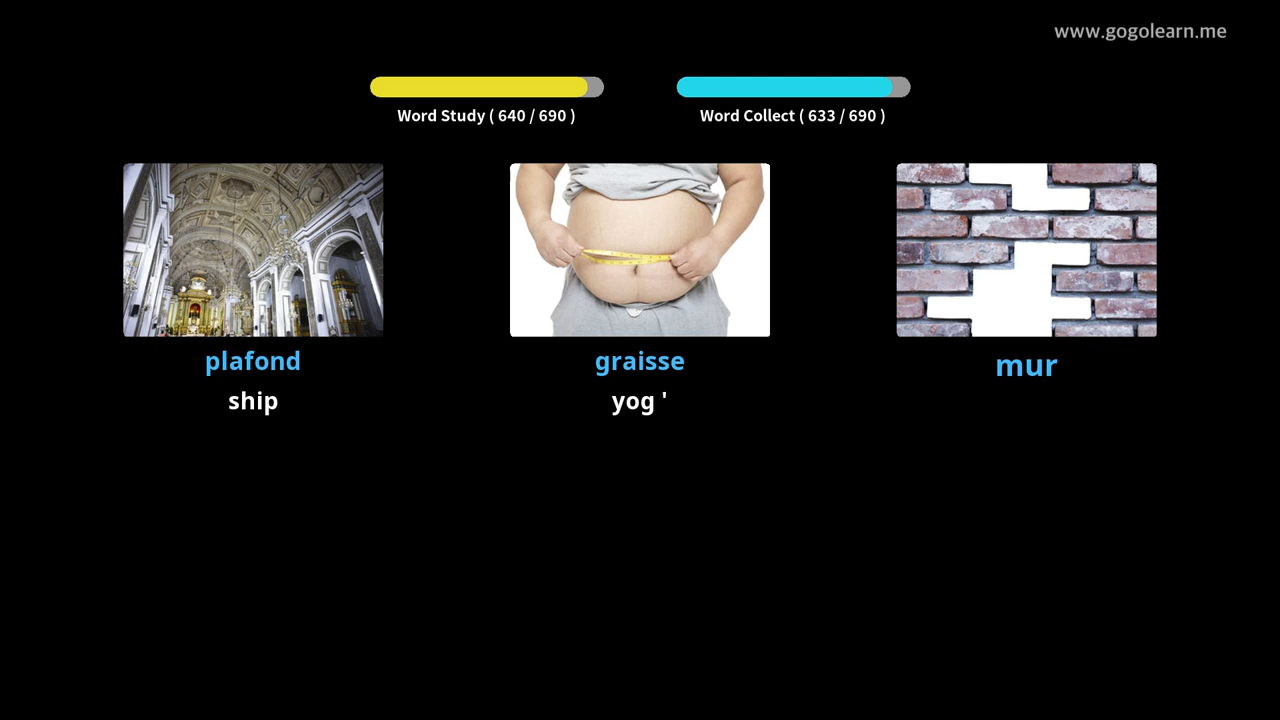 www.gogolearn.me
Word Study ( 640 / 690 )
Word Collect ( 633 / 690 )
plafond
ship
graisse
yog '
mur